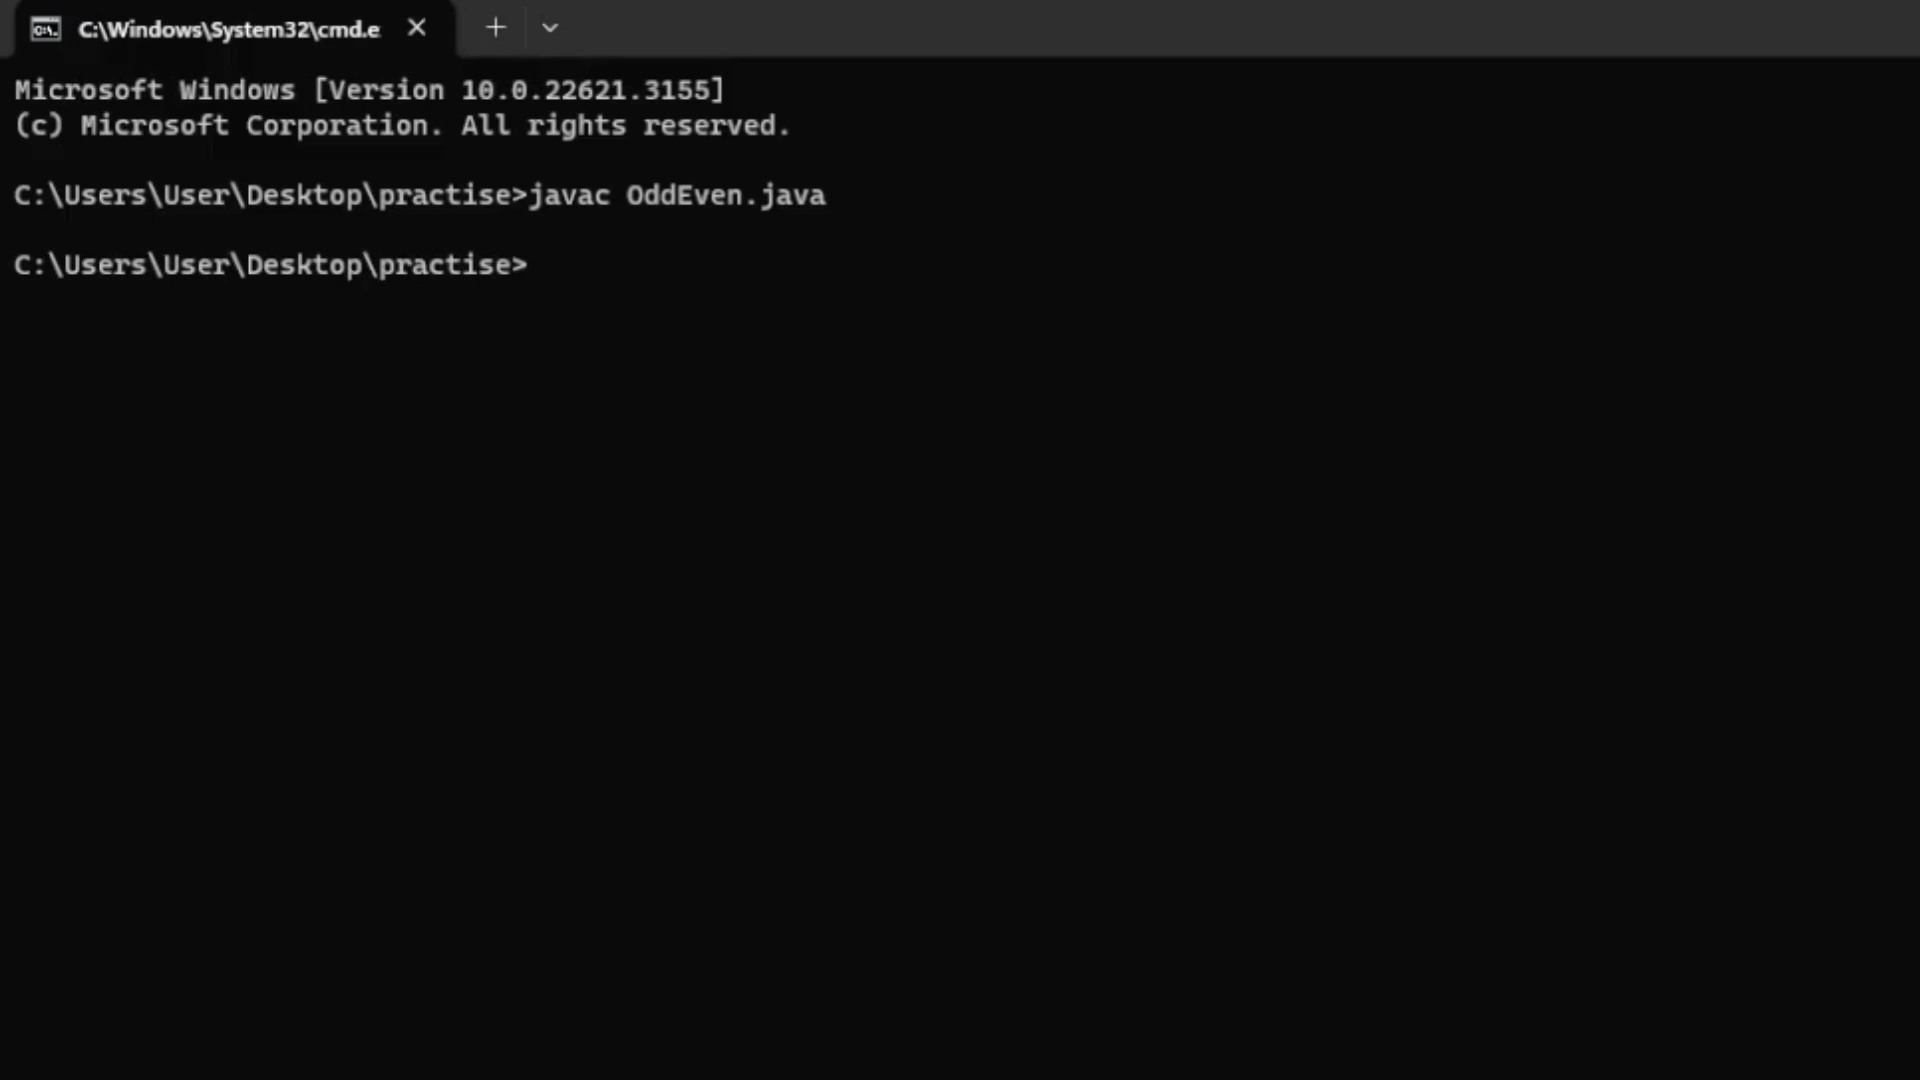 C:\Windows\System32\cmd.e
Microsoft Windows [Version 10.0.22621.3155]
(c) Microsoft Corporation. All rights reserved.
C:\Users\User\Desktop\practise>javac OddEven.java
C:\Users\User\Desktop\practise>